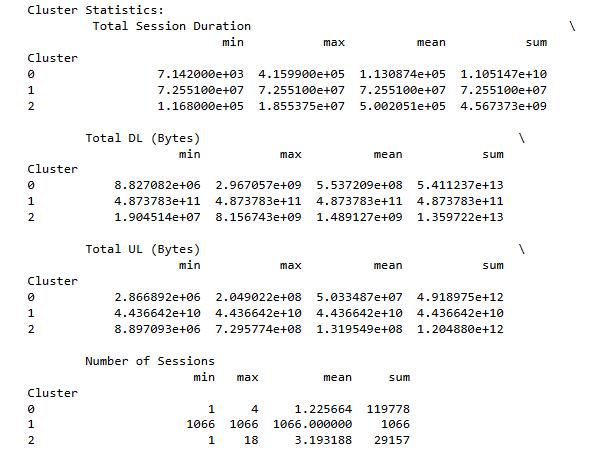 Cluster Statistics:
Total Session Duration \
min max mean sum
Cluster
0 7.142000e+03 4.159900e+05 1.130874e+05 1.105147e+10
1 7.255100e+07 7.255100e+07 7.255100e+07 7.255100e+07
2 1.168000e+05 1.855375e+07 5.002051e+05 4.567373e+09
Total DL (Bytes) \
min max mean sum
Cluster
0 8.827082e+06 2.967057e+09 5.537209e+08 5.411237e+13
1 4.873783e+11 4.873783e+11 4.873783e+11 4.873783e+11
2 1.904514e+07 8.156743e+09 1.489127e+09 1.359722e+13
Total UL (Bytes) \
min max mean sum
Cluster
0 2.866892e+06 2.049022e+08 5.033487e+07 4.918975e+12
1 4.436642e+10 4.436642e+10 4.436642e+10 4.436642e+10
2 8.897093e+06 7.295774e+08 1.319549e+08 1.204880e+12
Number of Sessions
min max mean sum
Cluster
0 1 4 1.225664 119778
1 1066 1066 1066.000000 1066
2 1 18 3.193188 29157